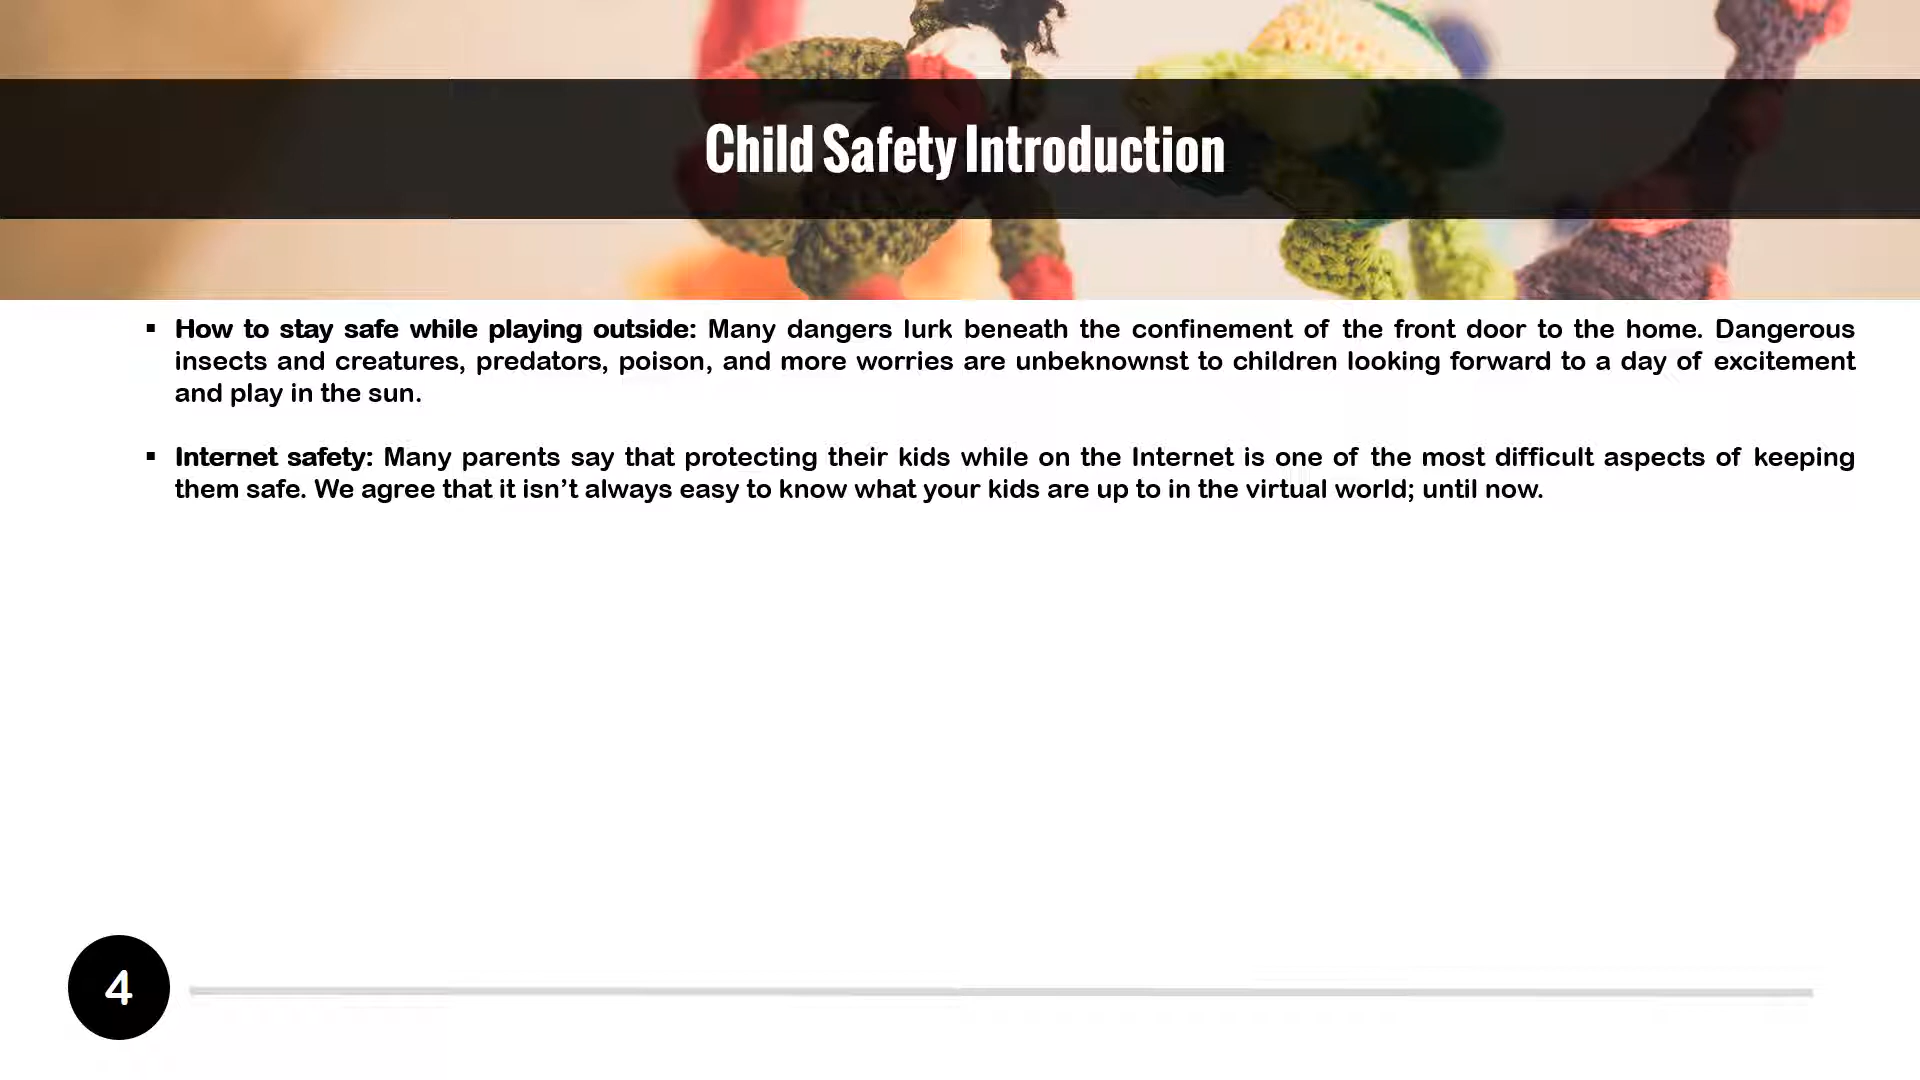 Child Safety Introduction
▪ How to stay safe while playing outside: Many dangers lurk beneath the confinement of the front door to the home. Dangerous
insects and creatures, predators, poison, and more worries are unbeknownst to children looking forward to a day of excitement
and play in the sun.
▪ Internet safety: Many parents say that protecting their kids while on the Internet is one of the most difficult aspects of keeping
them safe. We agree that it isn’t always easy to know what your kids are up to in the virtual world; until now.
4